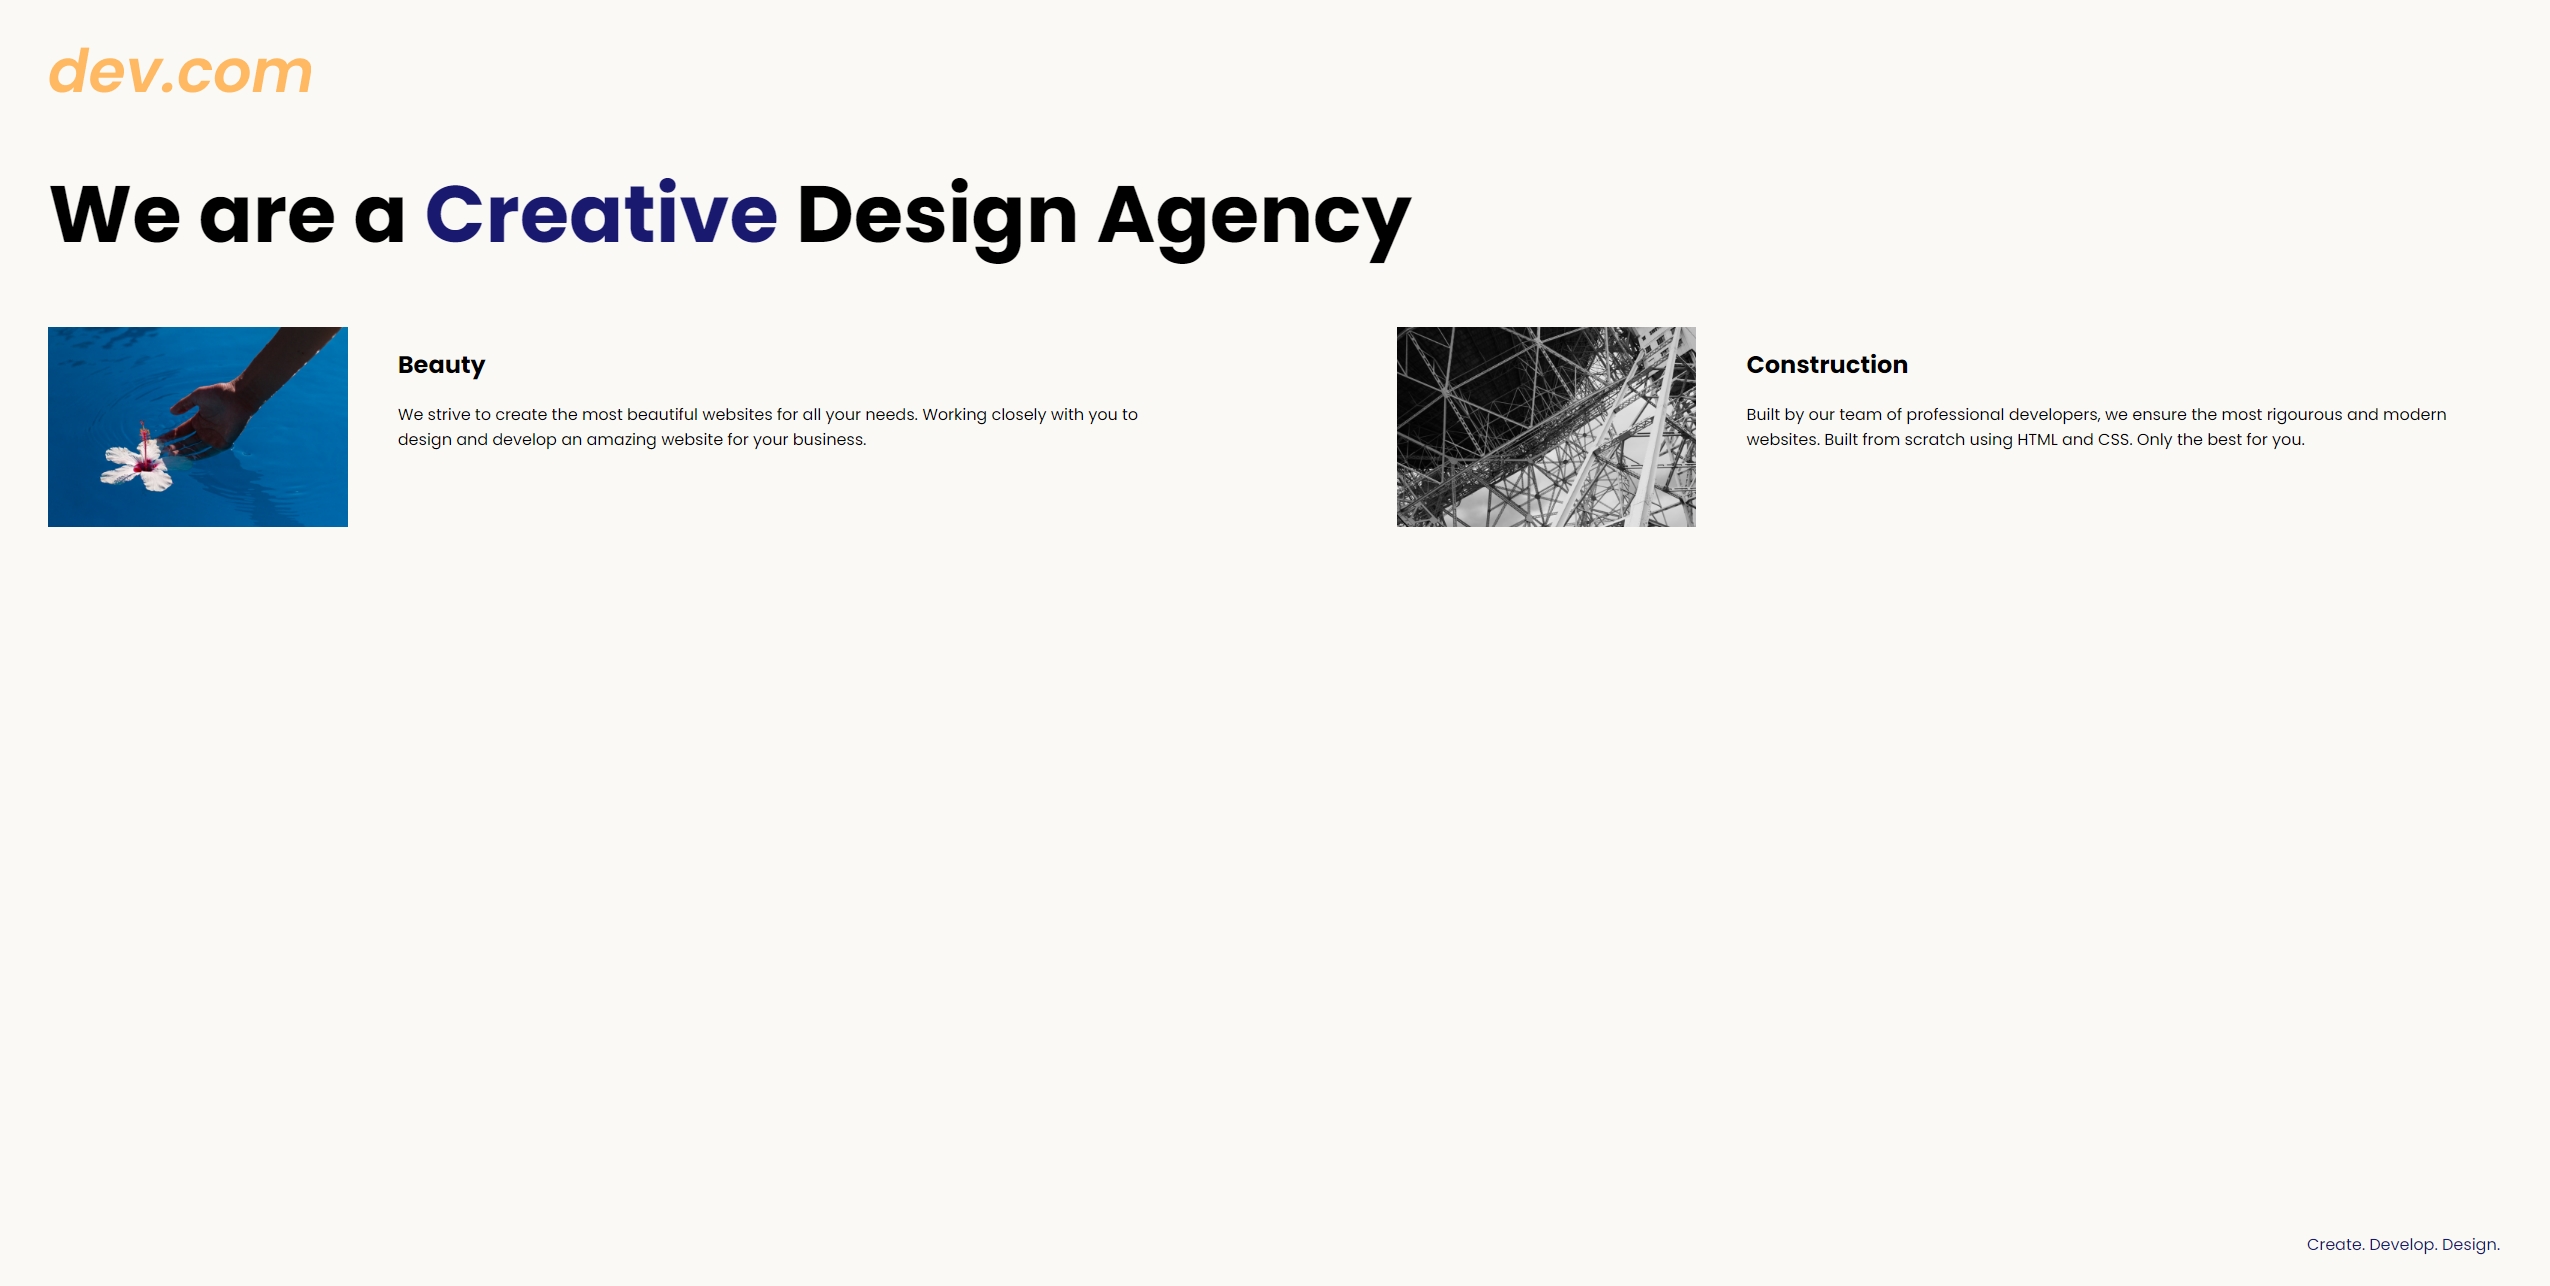 dev.com
We are a Creative Design Agency
Beauty
We strive to create the most beautiful websites for all your needs. Working closely with you to
design and develop an amazing website for your business.
Construction
Built by our team of professional developers, we ensure the most rigourous and modern
websites. Built from scratch using HTML and CSS. Only the best for you.
Create. Develop. Design.